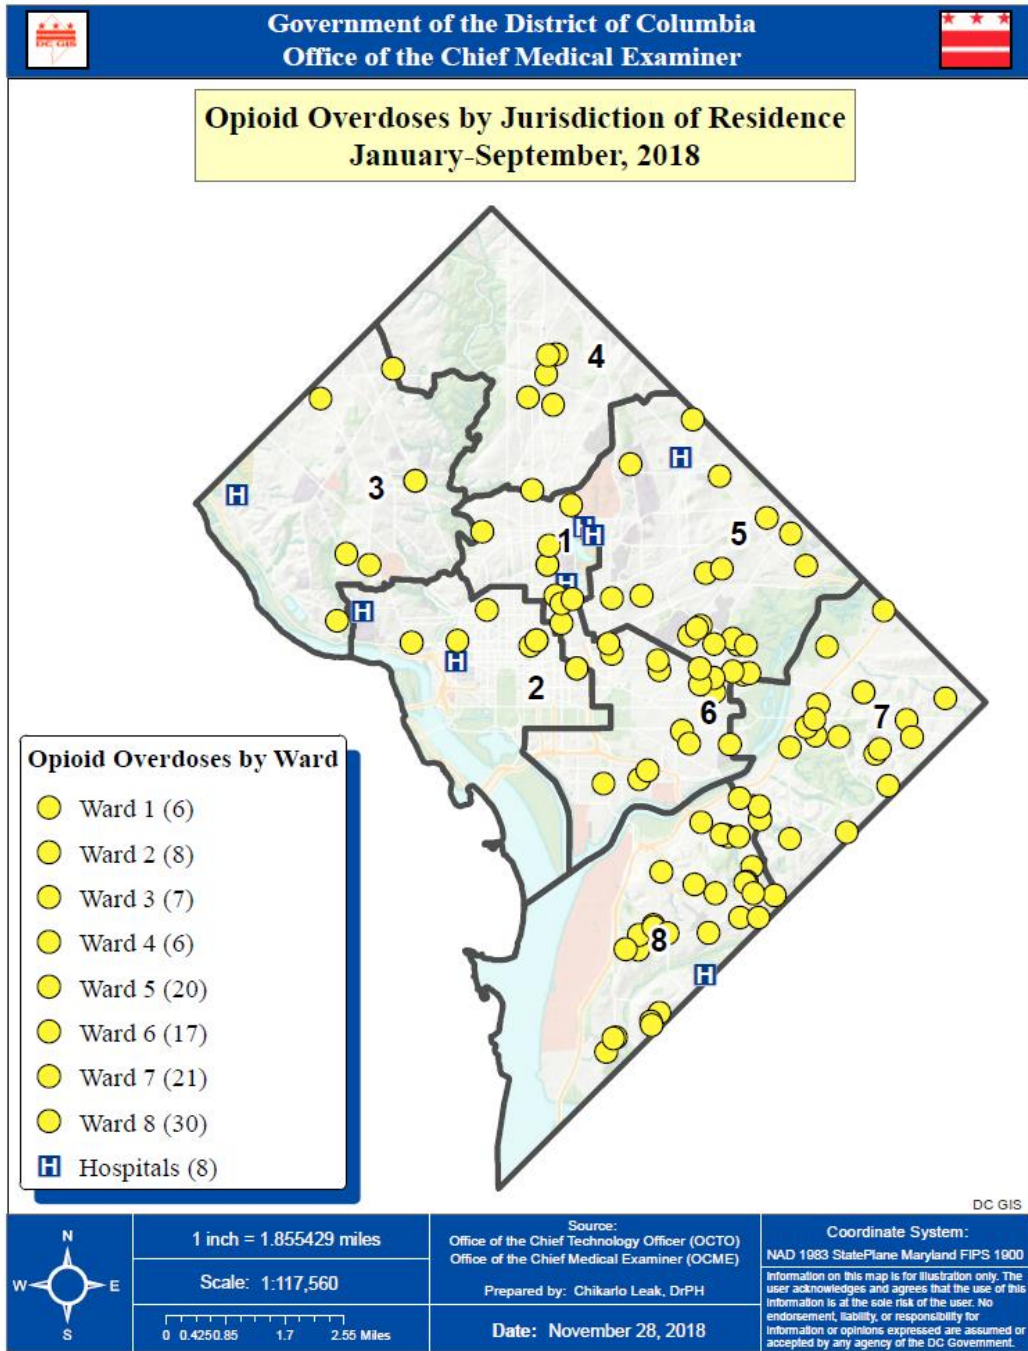 DC GIS
Government of the District of Columbia
Office of the Chief Medical Examiner
Opioid Overdoses by Jurisdiction of Residence
January-September, 2018
4
3
H
H
5
H
1
H
H
H
H
2
6
7
8
H
Opioid Overdoses by Ward
Ward 1 (6)
Ward 2 (8)
Ward 3 (7)
Ward 4 (6)
Ward 5 (20)
Ward 6 (17)
Ward 7 (21)
Ward 8 (30)
H Hospitals (8)
DC GIS
N
W E
S
1 inch = 1.855429 miles
Scale: 1:117,560
0 0.4250.85 1.7 2.55 Miles
Source:
Office of the Chief Technology Officer (OCTO)
Office of the Chief Medical Examiner (OCME)
Prepared by: Chikarlo Leak, DrPH
Date: November 28, 2018
Coordinate System:
NAD 1983 StatePlane Maryland FIPS 1900
Information on this map is for illustration only. The
user acknowledges and agrees that the use of this
information is at the sole risk of the user. No
endorsement, liability, or responsibility for
information or opinions expressed are assumed or
accepted by any agency of the DC Government.